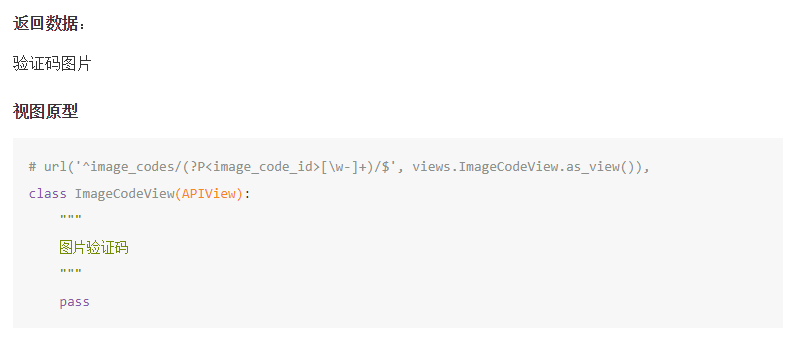 返回数据：
验证码图片
视图原型
# url('^image_codes/(?P<image_code_id>[\w-]+)/$', views.ImageCodeView.as_view()),
class ImageCodeView(APIView):
    """
    图片验证码
    """
    pass